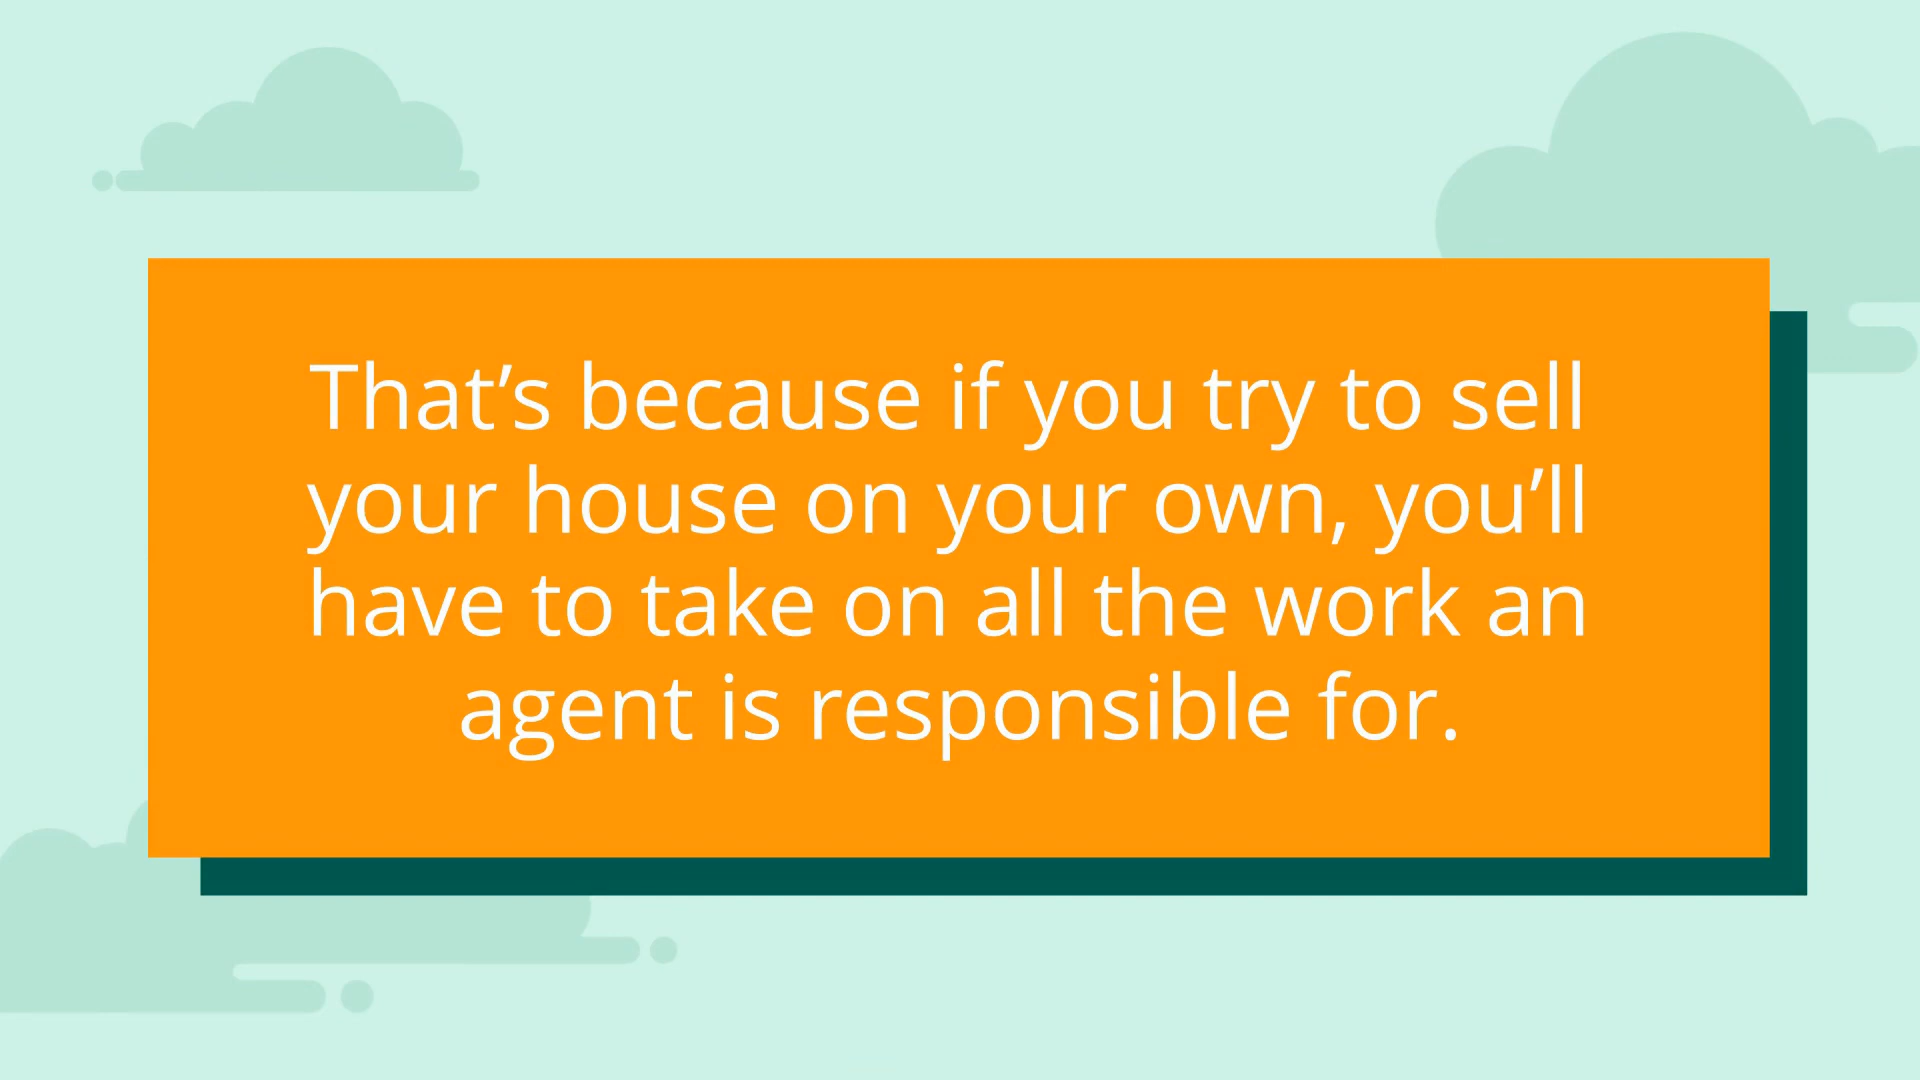 That’s because if you try to sell
your house on your own, you’ll
have to take on all the work an
agent is responsible for.